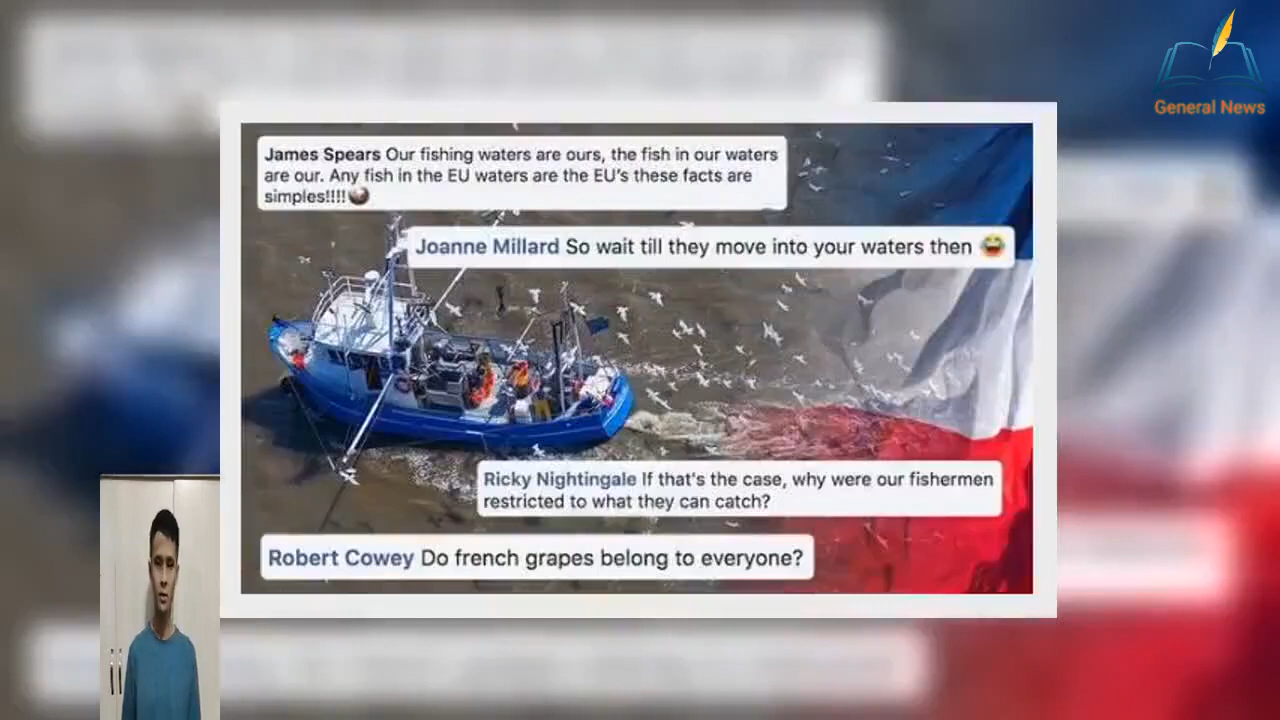 General News
James Spears Our fishing waters are ours, the fish in our waters
are our. Any fish in the EU waters are the EU's these facts are
simples!!!!
Joanne Millard So wait till they move into your waters then 😂
Ricky Nightingale If that's the case, why were our fishermen
restricted to what they can catch?
Robert Cowey Do french grapes belong to everyone?